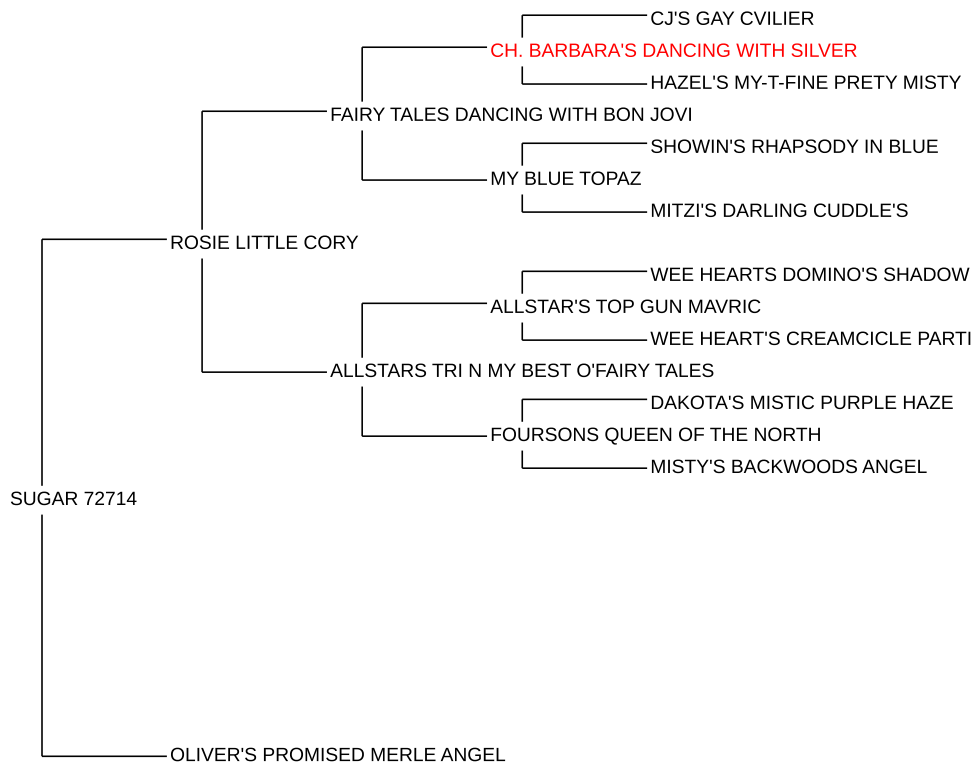 CJ'S GAY CVILIER
CH. BARBARA'S DANCING WITH SILVER
HAZEL'S MY-T-FINE PRETY MISTY
FAIRY TALES DANCING WITH BON JOVI
SHOWIN'S RHAPSODY IN BLUE
MY BLUE TOPAZ
MITZI'S DARLING CUDDLE'S
ROSIE LITTLE CORY
WEE HEARTS DOMINO'S SHADOW
ALLSTAR'S TOP GUN MAVRIC
WEE HEART'S CREAMCICLE PARTI
ALLSTARS TRI N MY BEST O'FAIRY TALES
DAKOTA'S MISTIC PURPLE HAZE
FOURSONS QUEEN OF THE NORTH
MISTY'S BACKWOODS ANGEL
SUGAR 72714
OLIVER'S PROMISED MERLE ANGEL